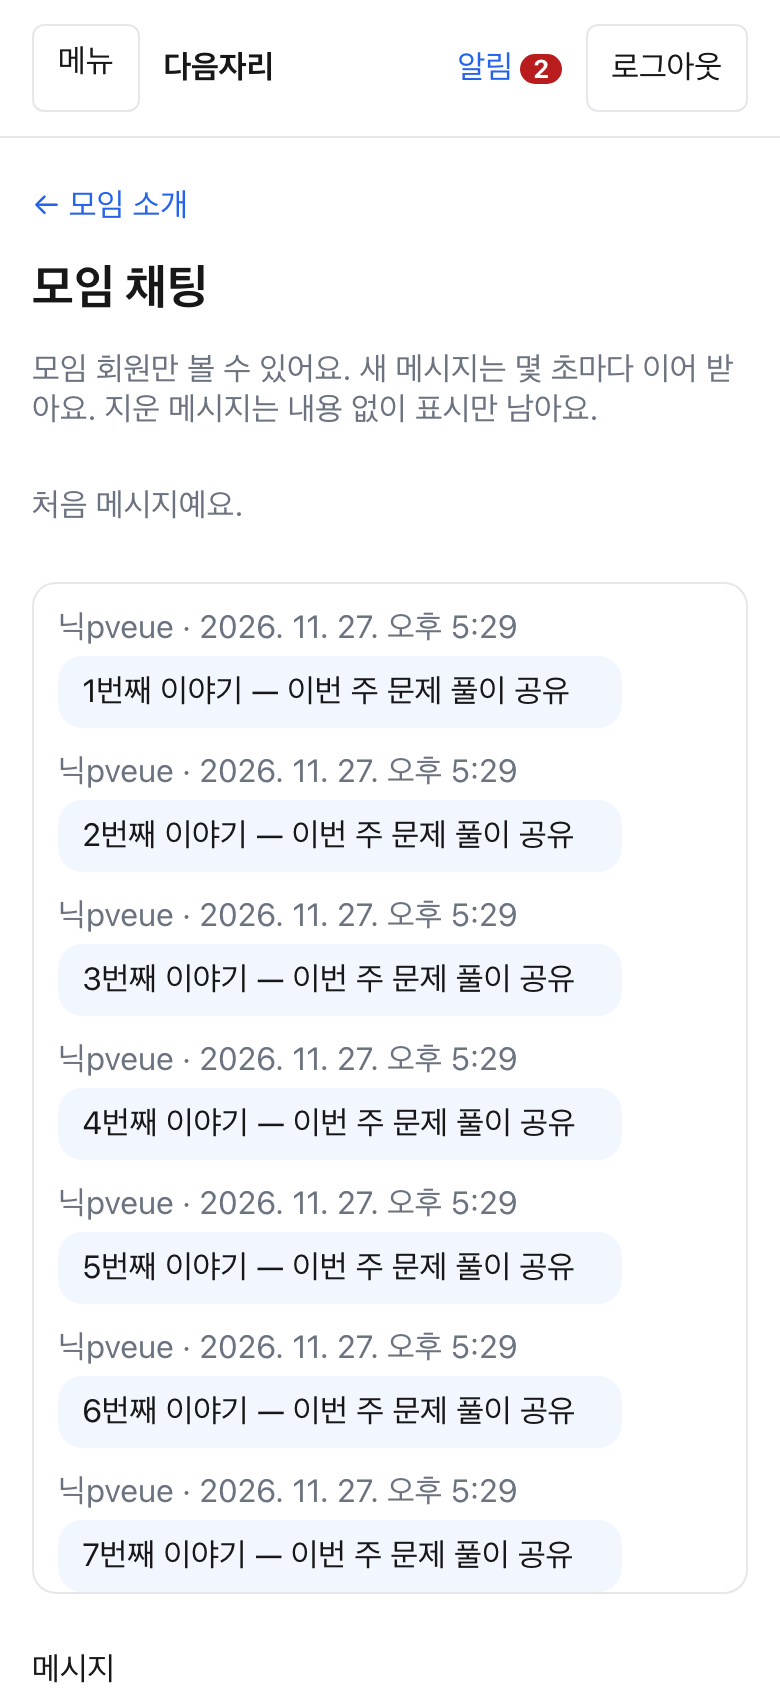 메뉴
다음자리
알림 2
로그아웃
← 모임 소개
모임 채팅
모임 회원만 볼 수 있어요. 새 메시지는 몇 초마다 이어 받
아요. 지운 메시지는 내용 없이 표시만 남아요.
처음 메시지예요.
닉pveue · 2026. 11. 27. 오후 5:29
1번째 이야기 — 이번 주 문제 풀이 공유
닉pveue · 2026. 11. 27. 오후 5:29
2번째 이야기 — 이번 주 문제 풀이 공유
닉pveue · 2026. 11. 27. 오후 5:29
3번째 이야기 — 이번 주 문제 풀이 공유
닉pveue · 2026. 11. 27. 오후 5:29
4번째 이야기 — 이번 주 문제 풀이 공유
닉pveue · 2026. 11. 27. 오후 5:29
5번째 이야기 — 이번 주 문제 풀이 공유
닉pveue · 2026. 11. 27. 오후 5:29
6번째 이야기 — 이번 주 문제 풀이 공유
닉pveue · 2026. 11. 27. 오후 5:29
7번째 이야기 — 이번 주 문제 풀이 공유
메시지